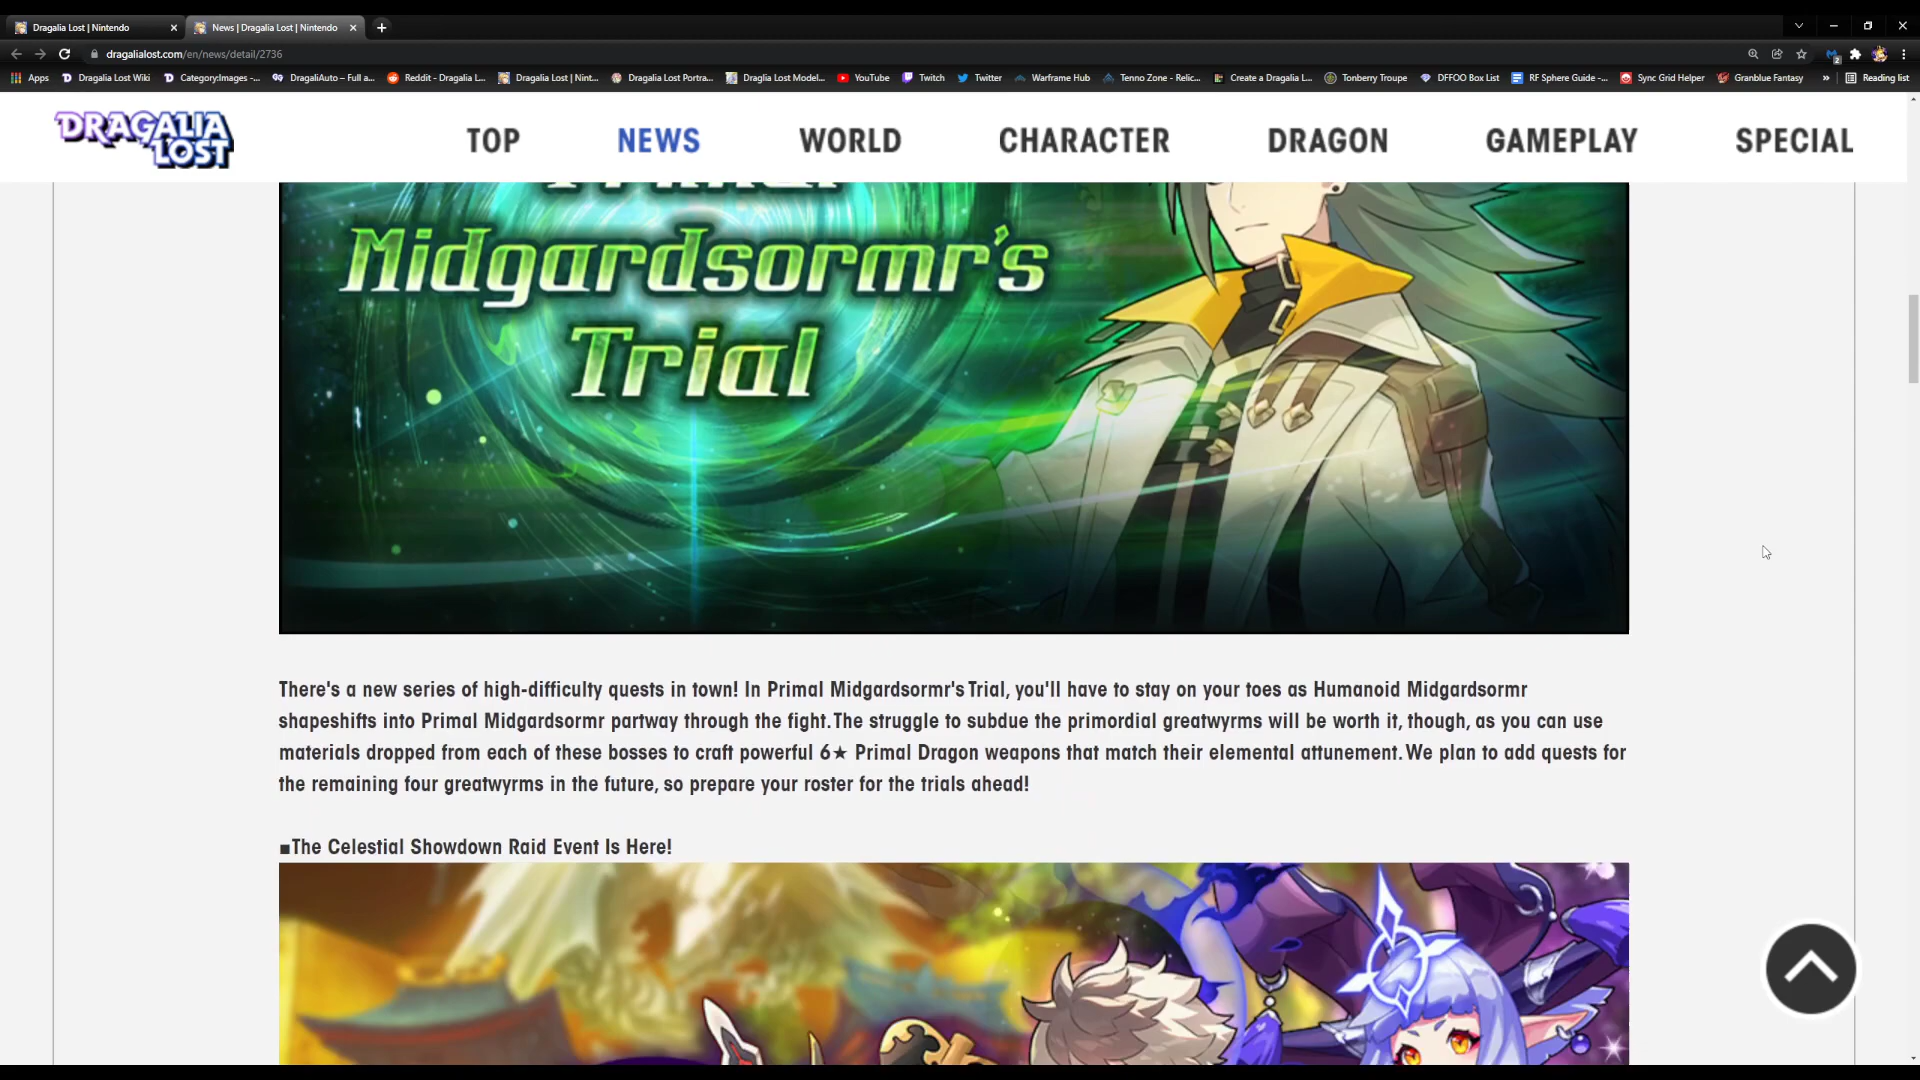 Dragalia Lost | Nintendo
News | Dragalia Lost | Nintendo
dragalialost.com/en/news/detail/2736
Apps
Dragalia Lost Wiki
Category:Images -...
DragaliAuto – Full a...
Reddit - Dragalia L...
Dragalia Lost | Nint...
Dragalia Lost Portra...
Draglia Lost Model...
YouTube
Twitch
Twitter
Warframe Hub
Tenno Zone - Relic...
Create a Dragalia L...
Tonberry Troupe
DFFOO Box List
RF Sphere Guide -...
Sync Grid Helper
Granblue Fantasy
»
Reading list
2
DRAGALIA
LOST
TOP
NEWS
WORLD
CHARACTER
DRAGON
GAMEPLAY
SPECIAL
Midgardsormr's
Trial
There's a new series of high-difficulty quests in town! In Primal Midgardsormr's Trial, you'll have to stay on your toes as Humanoid Midgardsormr
shapeshifts into Primal Midgardsormr partway through the fight. The struggle to subdue the primordial greatwyrms will be worth it, though, as you can use
materials dropped from each of these bosses to craft powerful 6★ Primal Dragon weapons that match their elemental attunement. We plan to add quests for
the remaining four greatwyrms in the future, so prepare your roster for the trials ahead!
■The Celestial Showdown Raid Event Is Here!